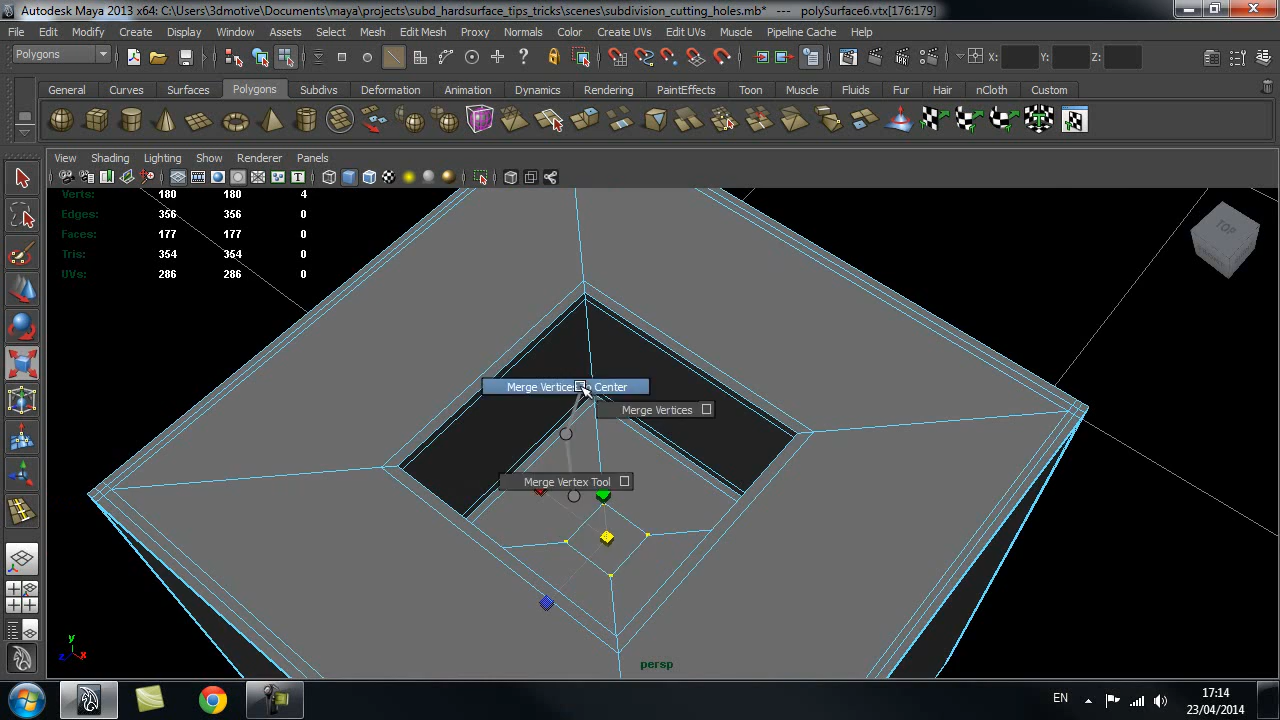 Autodesk Maya 2013 x64: C:\Users\3dmotive\Documents\maya\projects\subd_hardsurface_tips_tricks\scenes\subdivision_cutting_holes.mb* --- polySurface6.vtx[176:179]
File Edit Modify Create Display Window Assets Select Mesh Edit Mesh Proxy Normals Color Create UVs Edit UVs Muscle Pipeline Cache Help
Polygons X: Y: Z:
General Curves Surfaces Polygons Subdivs Deformation Animation Dynamics Rendering PaintEffects Toon Muscle Fluids Fur Hair nCloth Custom
View Shading Lighting Show Renderer Panels
Verts: 180 180 4
Edges: 356 356 0
Faces: 177 177 0
Tris: 354 354 0
UVs: 286 286 0
TOP
Merge Vertices Center
Merge Vertices
Merge Vertex Tool
y
z x
persp
EN 17:14
23/04/2014